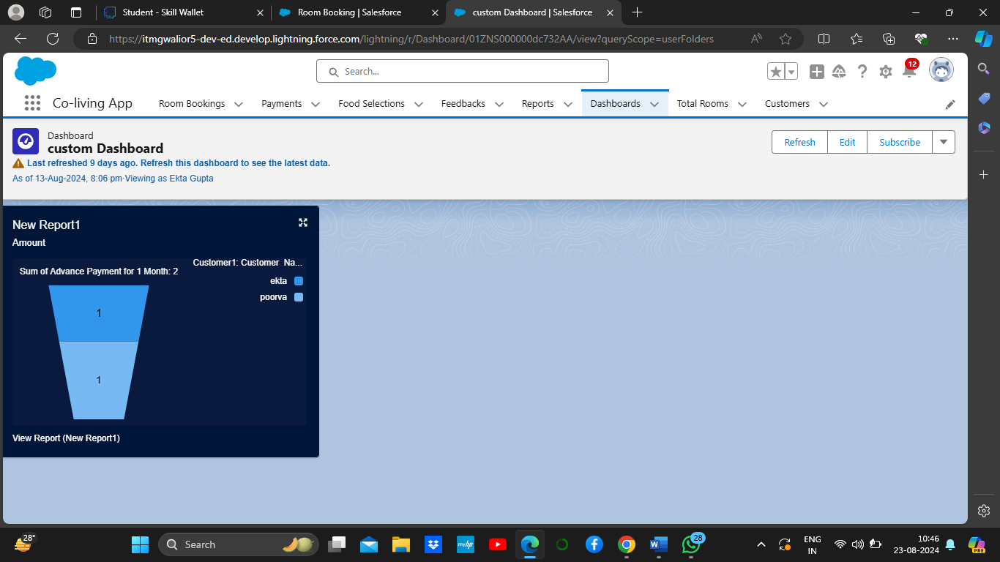 Student - Skill Wallet
Room Booking | Salesforce
custom Dashboard | Salesforce
https://itmgwalior5-dev-ed.develop.lightning.force.com/lightning/r/Dashboard/01ZNS000000dc732AA/view?queryScope=userFolders
Search...
12
Co-living App
Room Bookings
Payments
Food Selections
Feedbacks
Reports
Dashboards
Total Rooms
Customers
Dashboard
custom Dashboard
Last refreshed 9 days ago. Refresh this dashboard to see the latest data.
As of 13-Aug-2024, 8:06 pm·Viewing as Ekta Gupta
Refresh
Edit
Subscribe
New Report1
Amount
Customer1: Customer Na...
Sum of Advance Payment for 1 Month: 2
ekta
poorva
1
1
View Report (New Report1)
28°
Search
myhp
28
ENG
IN
10:46
23-08-2024
PRE